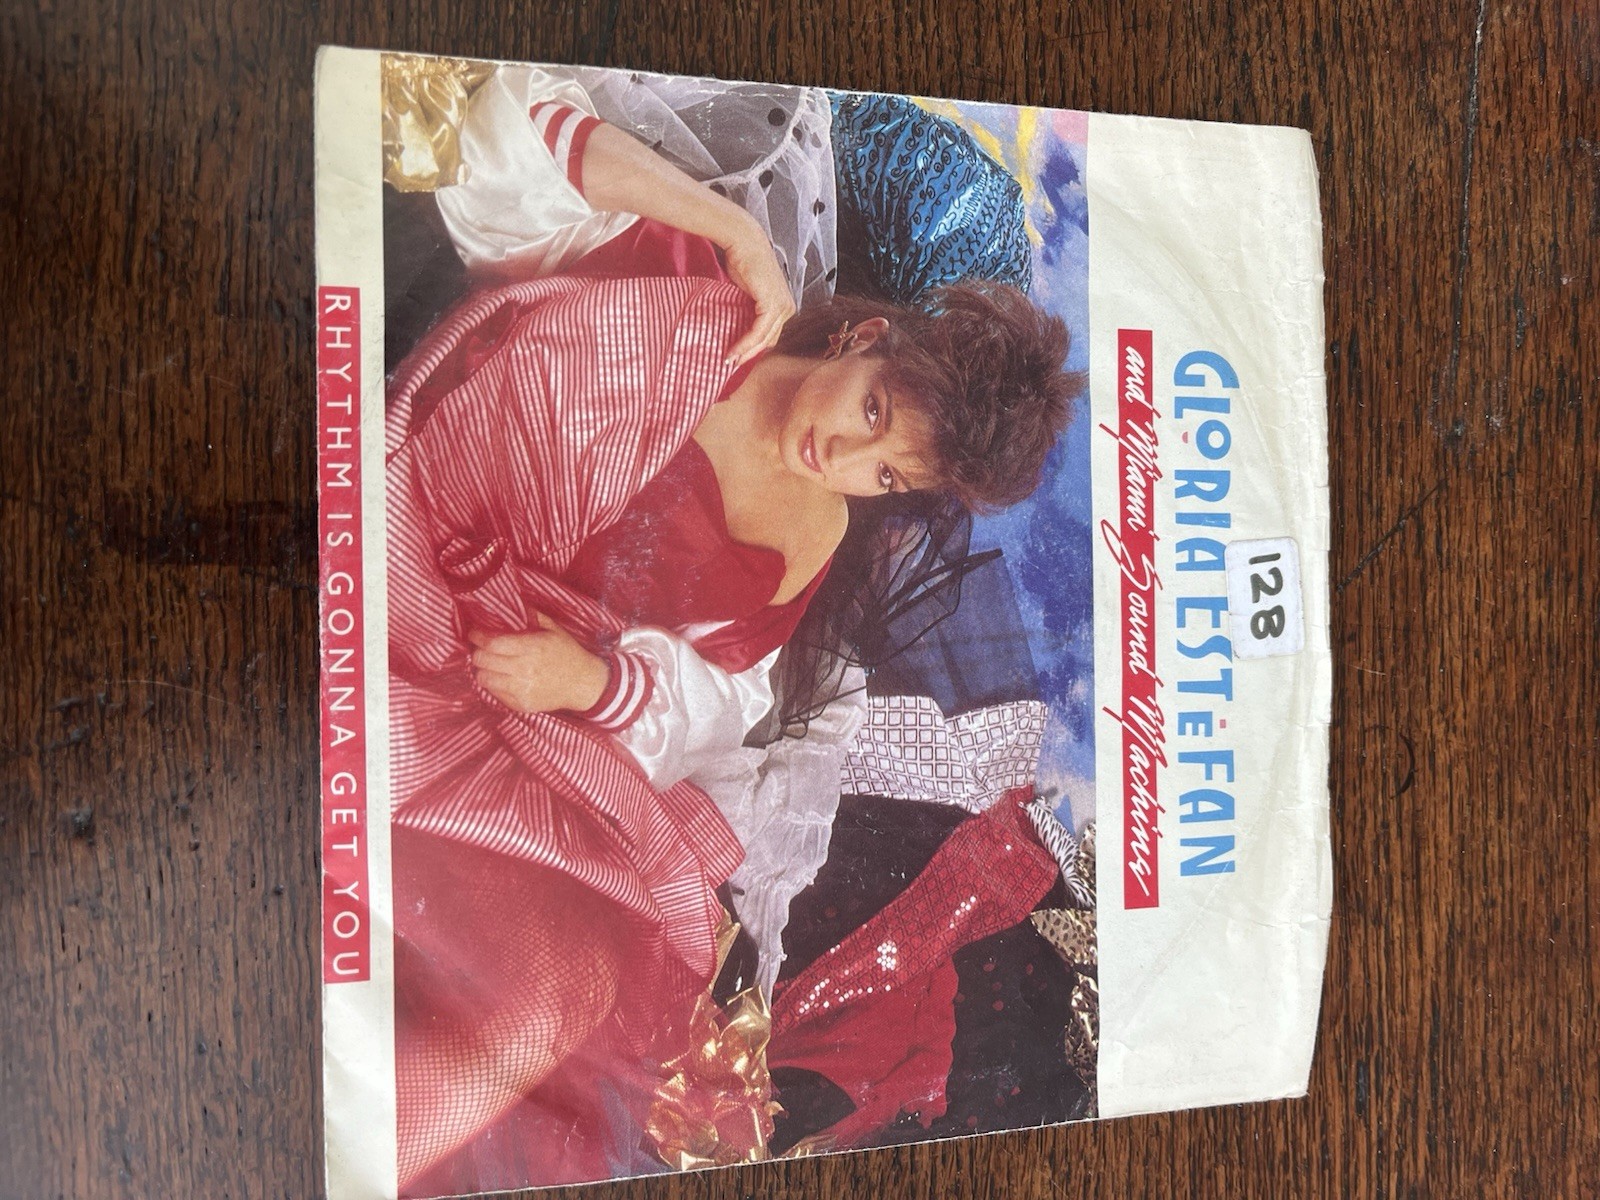 128
GLORIA ESTEFAN
and Miami Sound Machine
RHYTHM IS GONNA GET YOU